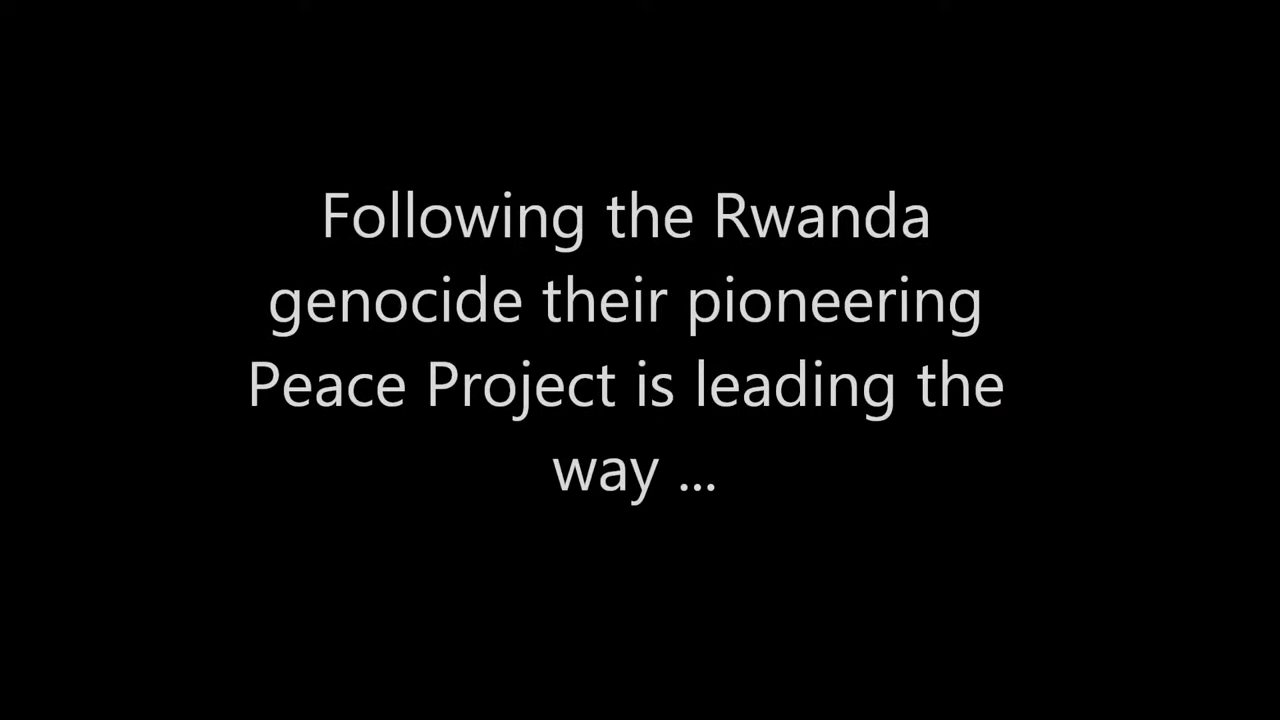 Following the Rwanda
genocide their pioneering
Peace Project is leading the
way ...